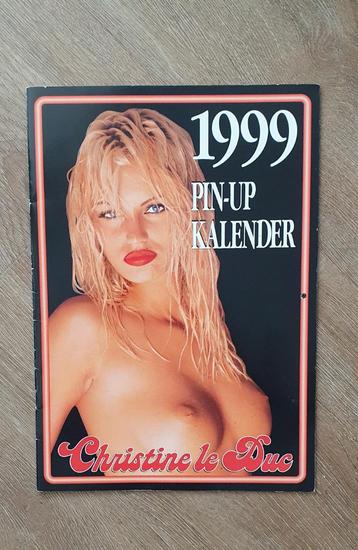 1999
PIN-UP
KALENDER
Christine le Duc